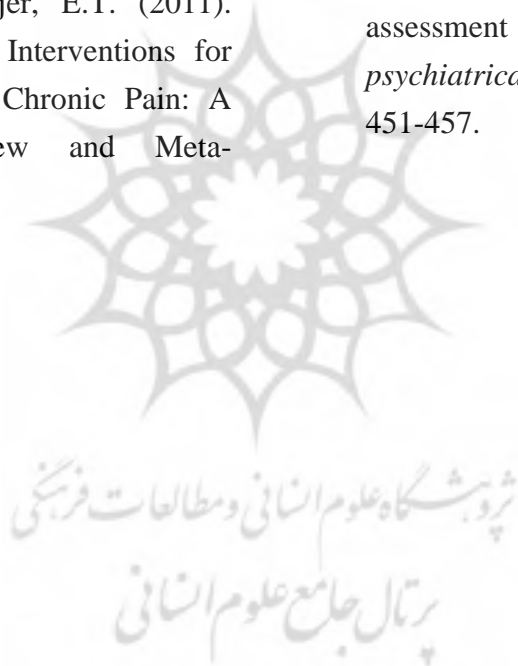 jer, E.T. (2011).
Interventions for
Chronic Pain: A
ew and Meta-
assessment
psychiatrica
451-457.
پژوهشگاه علوم انسانی و مطالعات فرهنگی
پرتال جامع علوم انسانی